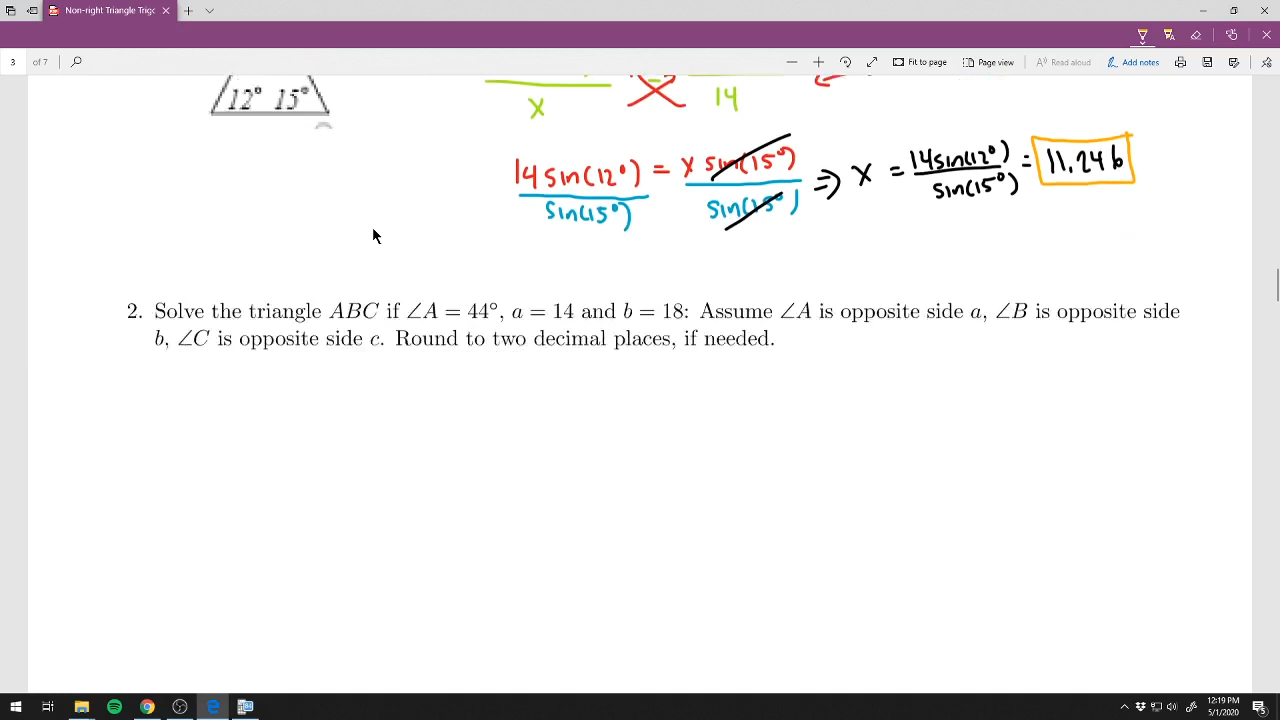 Non-right Triangle Trig
3 of 7
Fit to page
Page view
Read aloud
Add notes
x
14
12° 15°
14 sin(12°) = x sin(15°) ⇒ x = 14sin(12°) = 11.246
sin(15°) sin(15°) sin(15°)
2. Solve the triangle ABC if ∠A = 44°, a = 14 and b = 18: Assume ∠A is opposite side a, ∠B is opposite side
b, ∠C is opposite side c. Round to two decimal places, if needed.
12:19 PM
5/1/2020